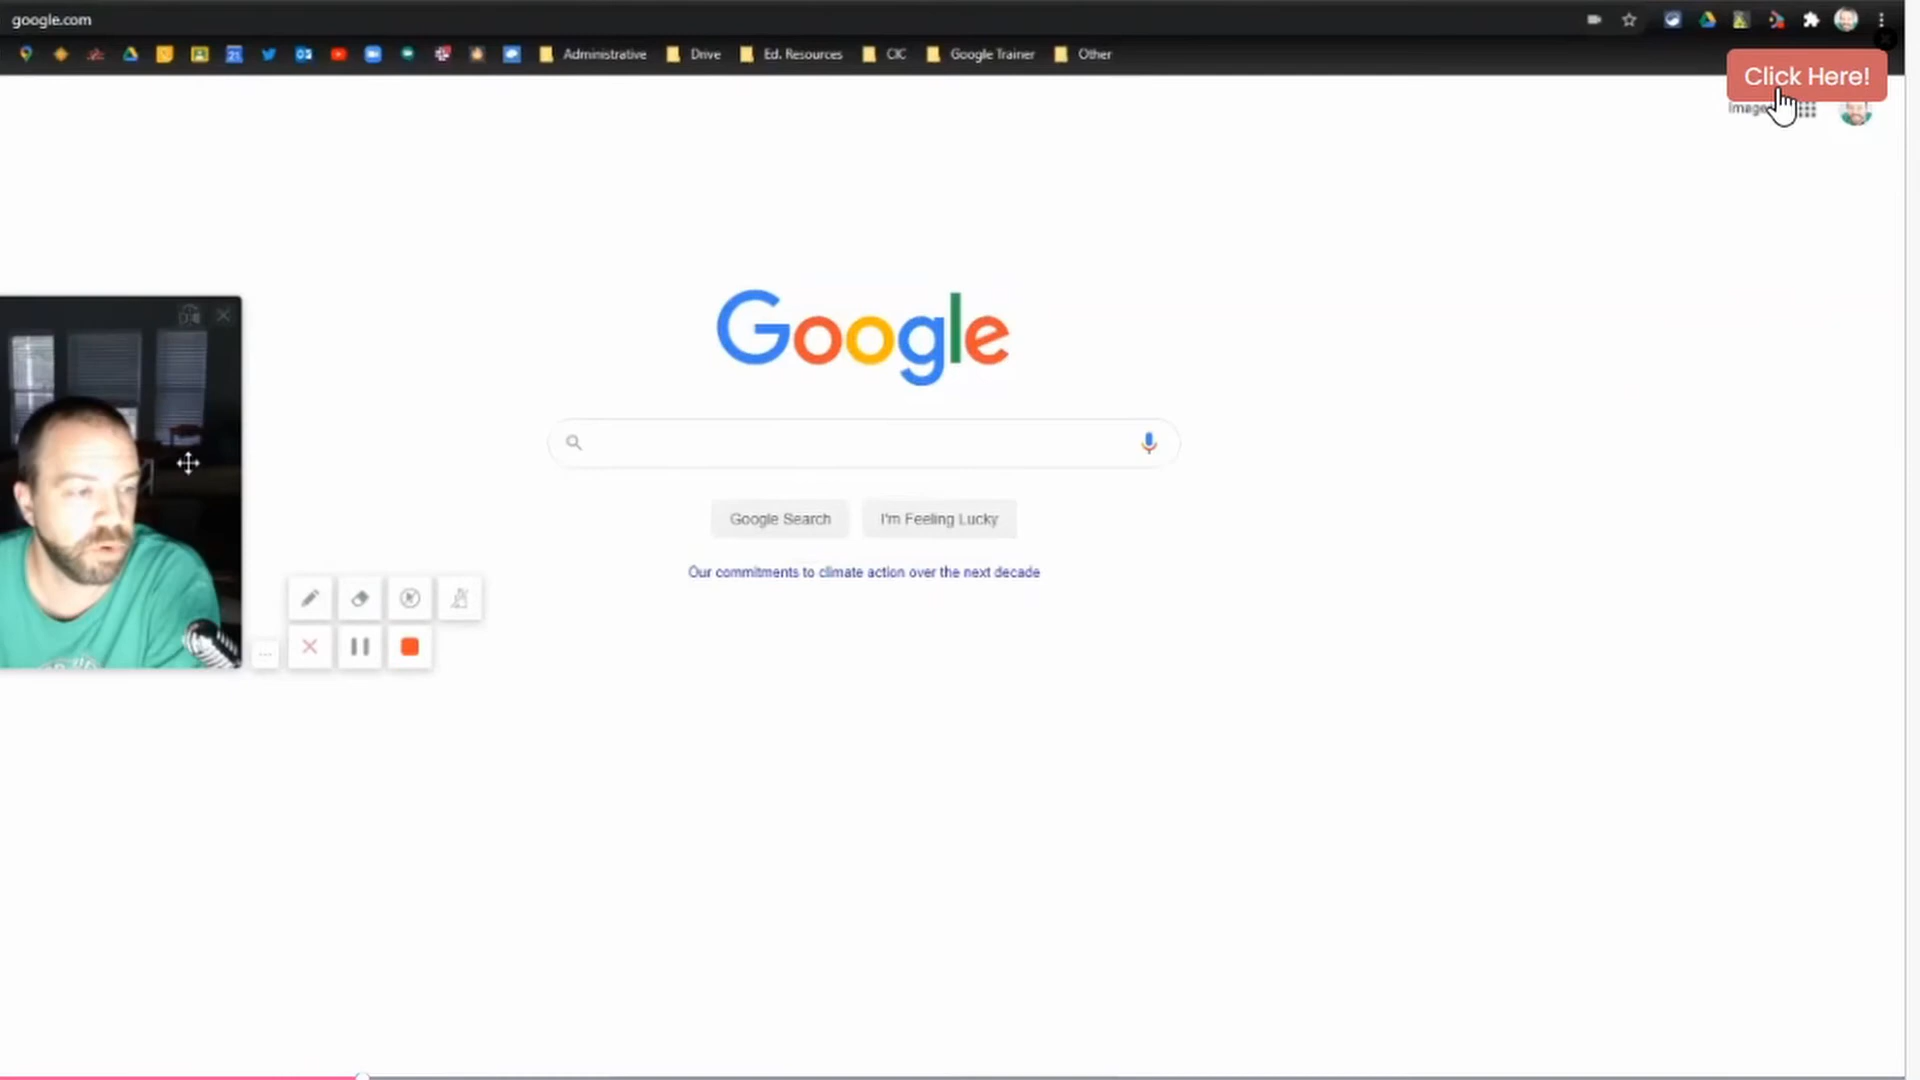 google.com
Administrative Drive Ed. Resources CIC Google Trainer Other
Click Here!
Google
Google Search I'm Feeling Lucky
Our commitments to climate action over the next decade